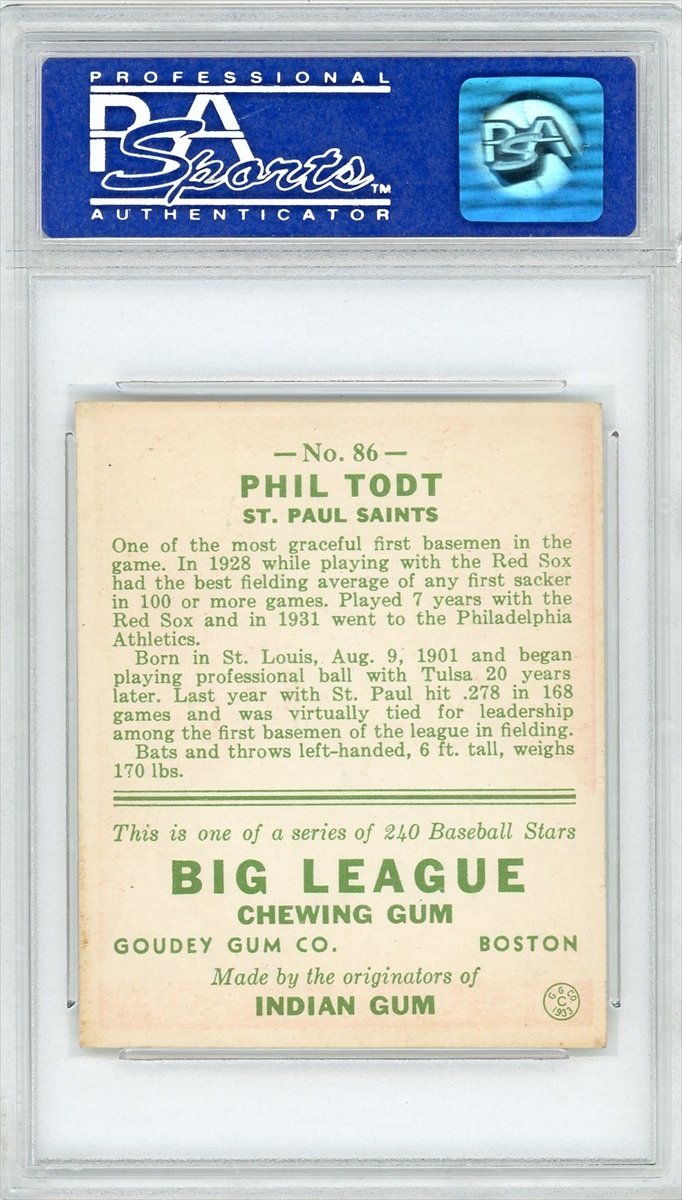 PROFESSIONAL
PSA
Sports™
AUTHENTICATOR
PSA
—No. 86—
PHIL TODT
ST. PAUL SAINTS
One of the most graceful first basemen in the
game. In 1928 while playing with the Red Sox
had the best fielding average of any first sacker
in 100 or more games. Played 7 years with the
Red Sox and in 1931 went to the Philadelphia
Athletics.
Born in St. Louis, Aug. 9, 1901 and began
playing professional ball with Tulsa 20 years
later. Last year with St. Paul hit .278 in 168
games and was virtually tied for leadership
among the first basemen of the league in fielding.
Bats and throws left-handed, 6 ft. tall, weighs
170 lbs.
This is one of a series of 240 Baseball Stars
BIG LEAGUE
CHEWING GUM
GOUDEY GUM CO. BOSTON
Made by the originators of
INDIAN GUM
G. G. CO.
C
1933